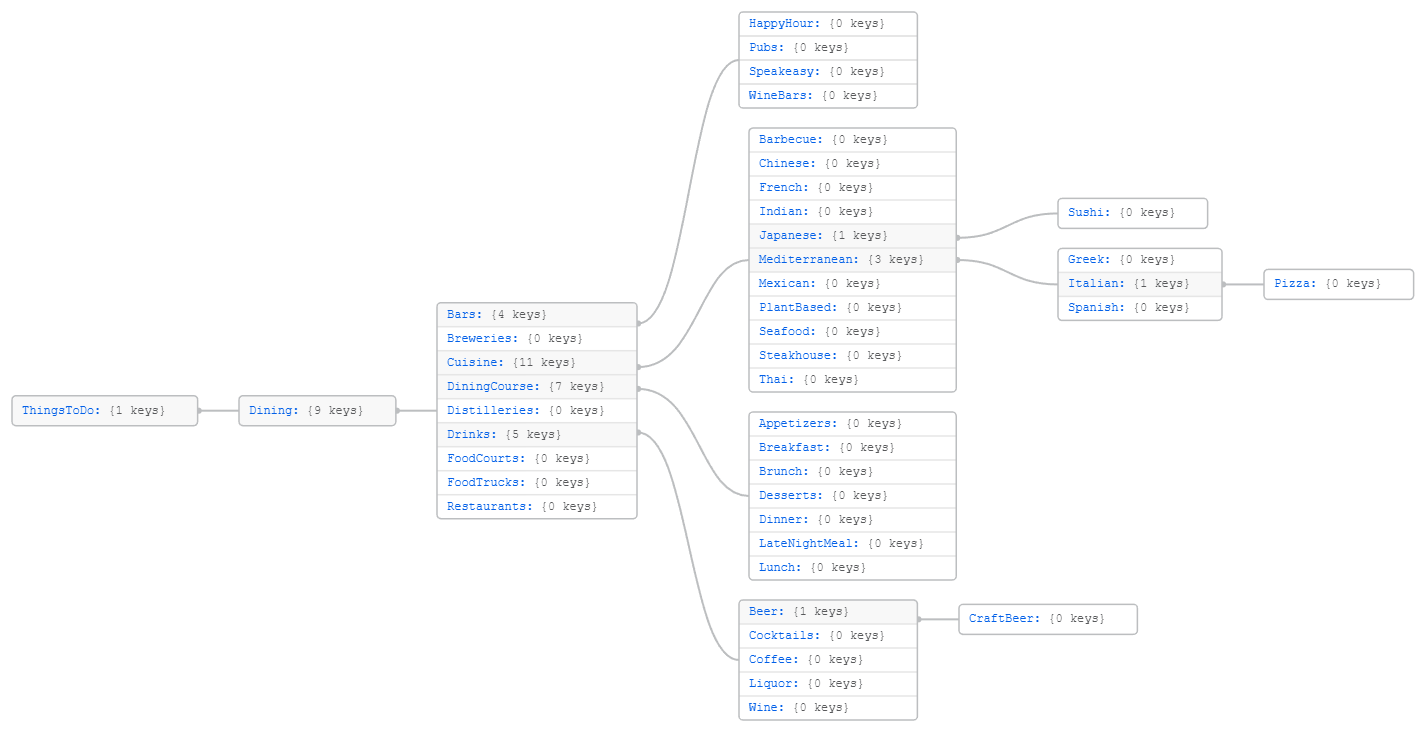 ThingsToDo: {1 keys}
Dining: {9 keys}
Bars: {4 keys}
Breweries: {0 keys}
Cuisine: {11 keys}
DiningCourse: {7 keys}
Distilleries: {0 keys}
Drinks: {5 keys}
FoodCourts: {0 keys}
FoodTrucks: {0 keys}
Restaurants: {0 keys}
HappyHour: {0 keys}
Pubs: {0 keys}
Speakeasy: {0 keys}
WineBars: {0 keys}
Barbecue: {0 keys}
Chinese: {0 keys}
French: {0 keys}
Indian: {0 keys}
Japanese: {1 keys}
Mediterranean: {3 keys}
Mexican: {0 keys}
PlantBased: {0 keys}
Seafood: {0 keys}
Steakhouse: {0 keys}
Thai: {0 keys}
Sushi: {0 keys}
Greek: {0 keys}
Italian: {1 keys}
Spanish: {0 keys}
Pizza: {0 keys}
Appetizers: {0 keys}
Breakfast: {0 keys}
Brunch: {0 keys}
Desserts: {0 keys}
Dinner: {0 keys}
LateNightMeal: {0 keys}
Lunch: {0 keys}
Beer: {1 keys}
Cocktails: {0 keys}
Coffee: {0 keys}
Liquor: {0 keys}
Wine: {0 keys}
CraftBeer: {0 keys}